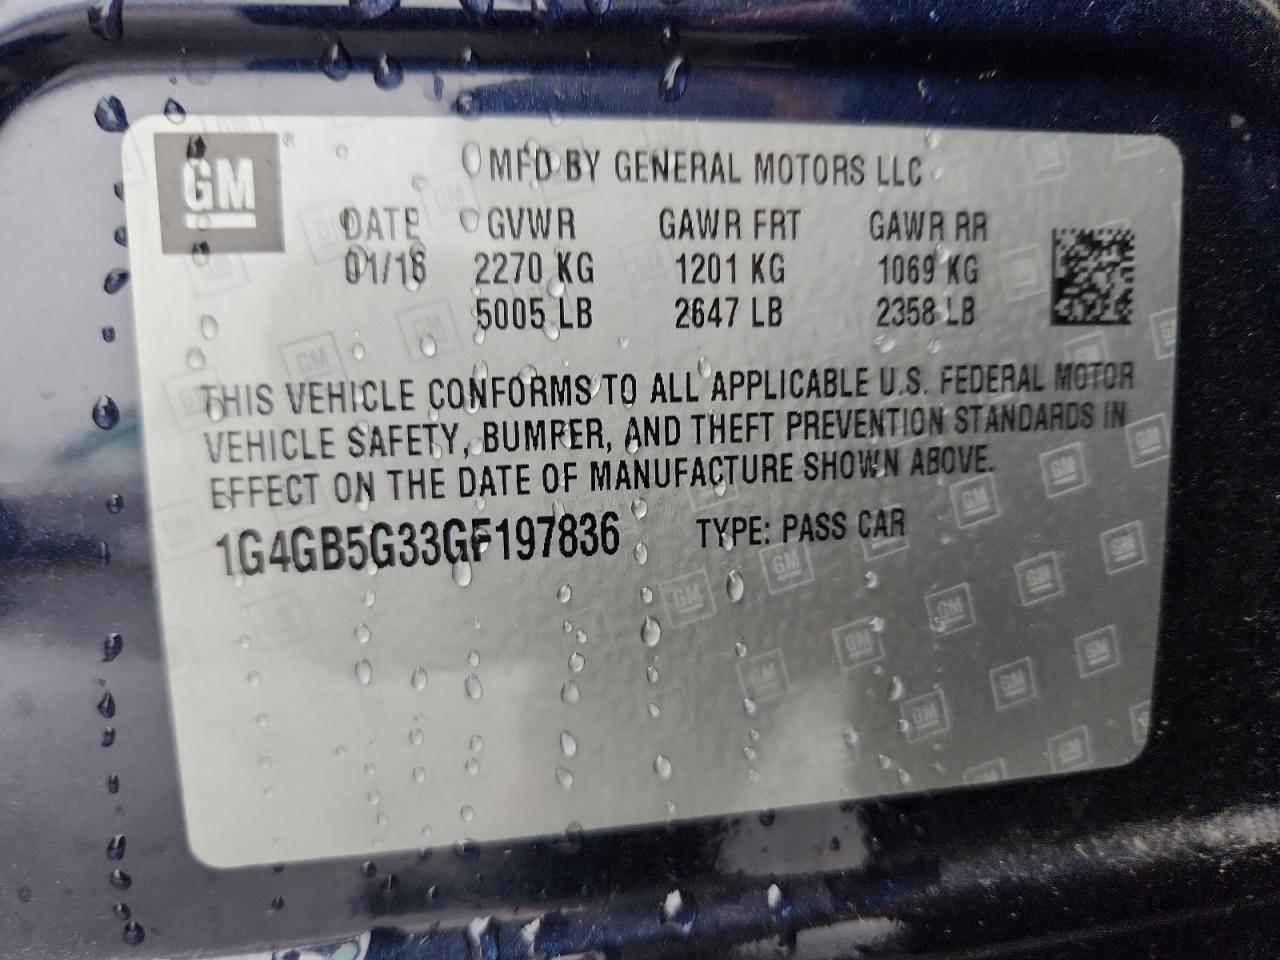 GM ®
MFD BY GENERAL MOTORS LLC
DATE GVWR GAWR FRT GAWR RR
01/16 2270 KG 1201 KG 1069 KG
5005 LB 2647 LB 2358 LB
THIS VEHICLE CONFORMS TO ALL APPLICABLE U.S. FEDERAL MOTOR
VEHICLE SAFETY, BUMPER, AND THEFT PREVENTION STANDARDS IN
EFFECT ON THE DATE OF MANUFACTURE SHOWN ABOVE.
1G4GB5G33GF197836 TYPE: PASS CAR